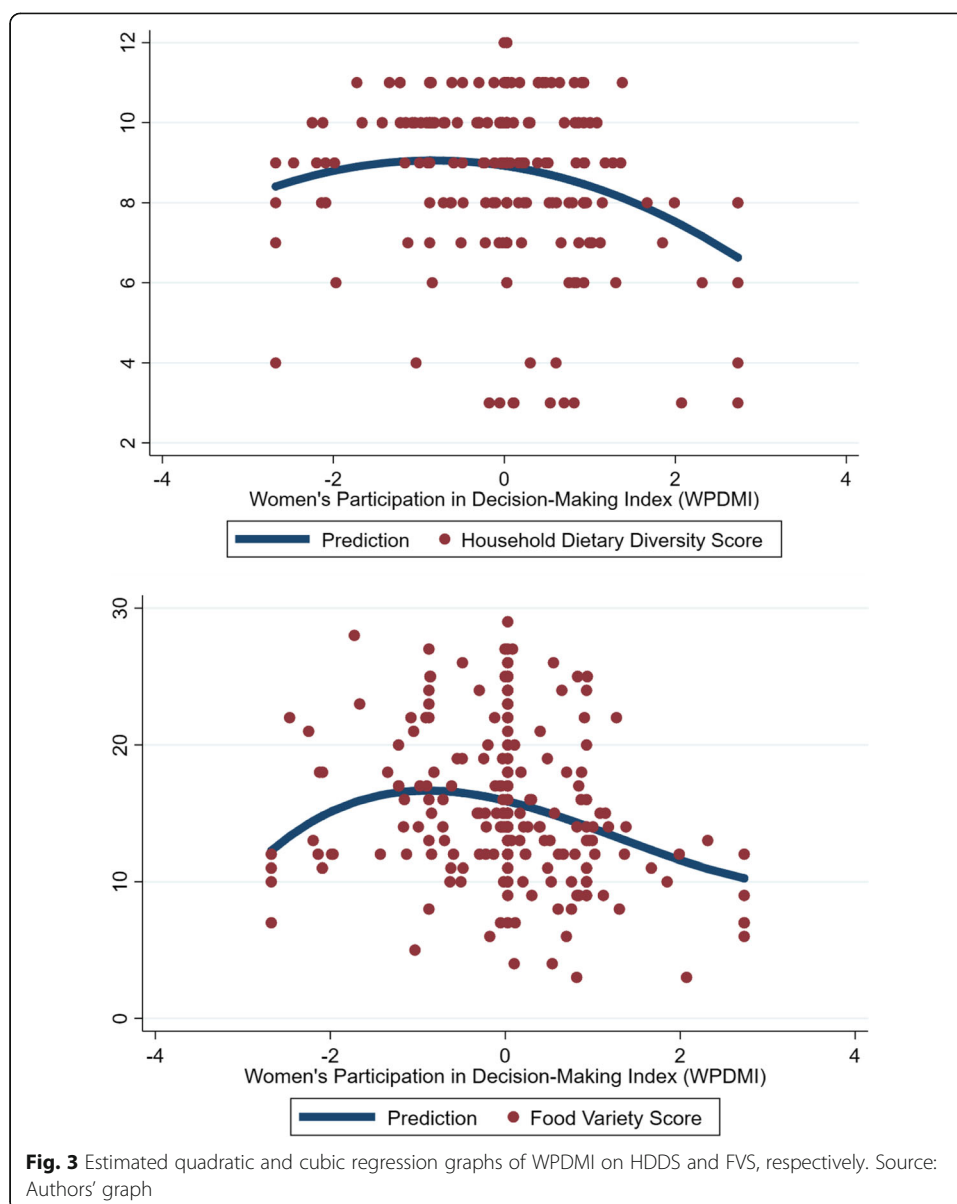 12
10
8
6
4
2
-4 -2 0 2 4
Women's Participation in Decision-Making Index (WPDMI)
Prediction Household Dietary Diversity Score
30
20
10
0
-4 -2 0 2 4
Women's Participation in Decision-Making Index (WPDMI)
Prediction Food Variety Score
Fig. 3 Estimated quadratic and cubic regression graphs of WPDMI on HDDS and FVS, respectively. Source:
Authors' graph